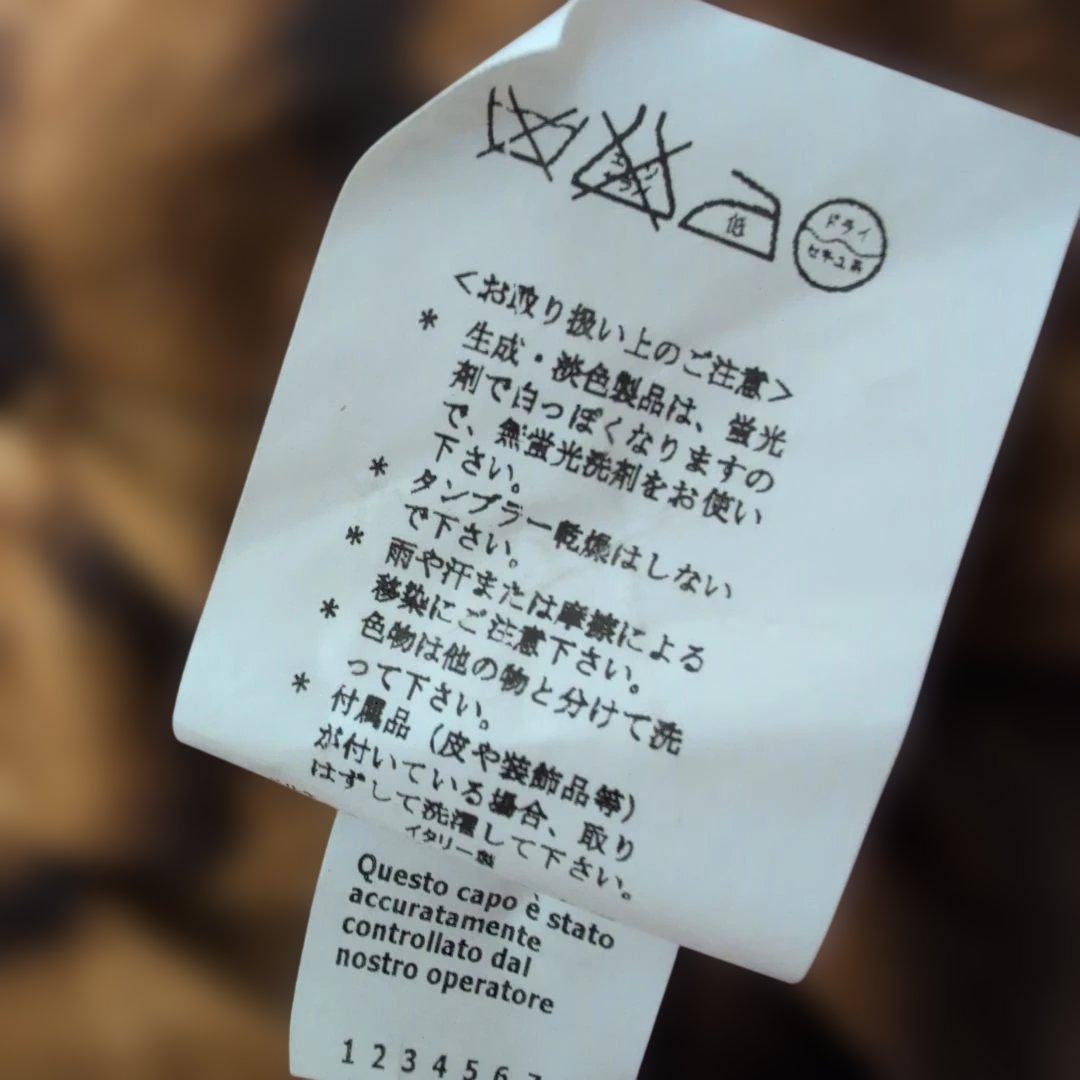 低
ドライ
セキユ系
<お取り扱い上のご注意>
* 生成・淡色製品は、蛍光
剤で白っぽくなりますの
で、無蛍光洗剤をお使い
下さい。
* タンブラー乾燥はしない
で下さい。
* 雨や汗または摩擦による
移染にご注意下さい。
* 色物は他の物と分けて洗
って下さい。
* 付属品（皮や装飾品等）
が付いている場合、取り
はずして洗濯して下さい。
イタリー製
Questo capo è stato
accuratamente
controllato dal
nostro operatore
1 2 3 4 5 6